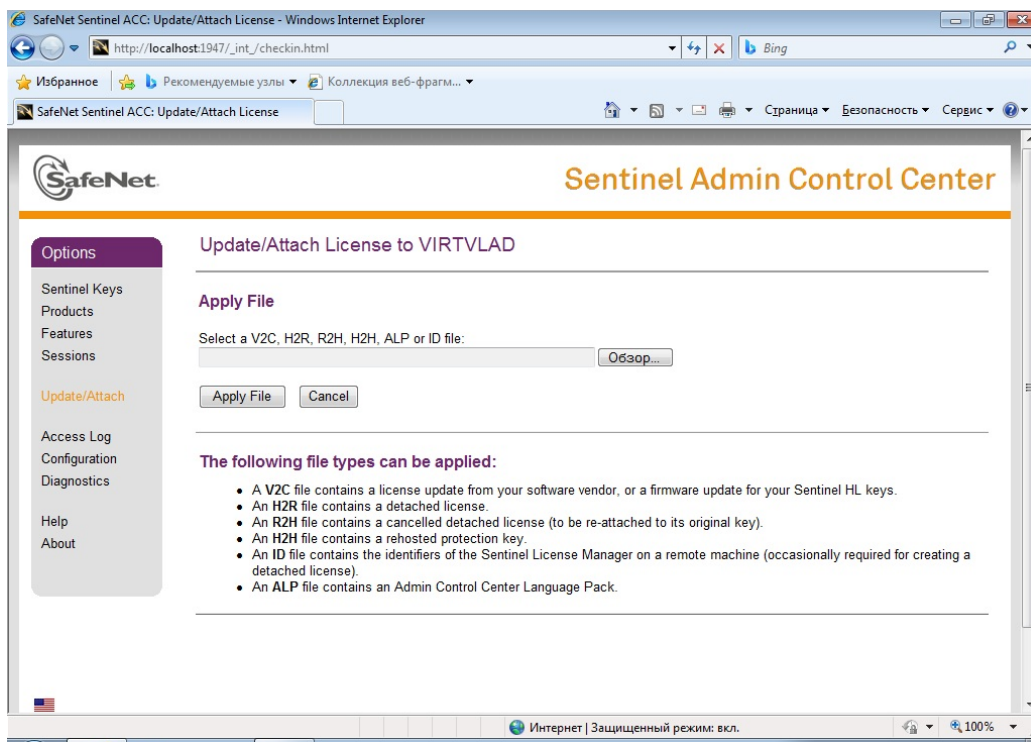 SafeNet Sentinel ACC: Update/Attach License - Windows Internet Explorer
http://localhost:1947/_int_/checkin.html
Bing
Избранное
Рекомендуемые узлы
Коллекция веб-фрагм...
SafeNet Sentinel ACC: Update/Attach License
Страница
Безопасность
Сервис
SafeNet.
Sentinel Admin Control Center
Options
Sentinel Keys
Products
Features
Sessions
Update/Attach
Access Log
Configuration
Diagnostics
Help
About
Update/Attach License to VIRTVLAD
Apply File
Select a V2C, H2R, R2H, H2H, ALP or ID file:
Обзор...
Apply File
Cancel
The following file types can be applied:
A V2C file contains a license update from your software vendor, or a firmware update for your Sentinel HL keys.
An H2R file contains a detached license.
An R2H file contains a cancelled detached license (to be re-attached to its original key).
An H2H file contains a rehosted protection key.
An ID file contains the identifiers of the Sentinel License Manager on a remote machine (occasionally required for creating a
detached license).
An ALP file contains an Admin Control Center Language Pack.
Интернет | Защищенный режим: вкл.
100%